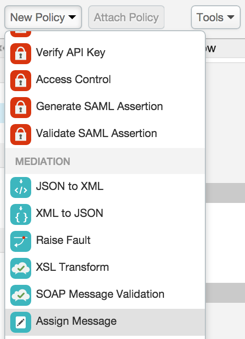 New Policy
Attach Policy
Tools
Verify API Key
Access Control
Generate SAML Assertion
Validate SAML Assertion
MEDIATION
JSON to XML
XML to JSON
Raise Fault
XSL Transform
SOAP Message Validation
Assign Message